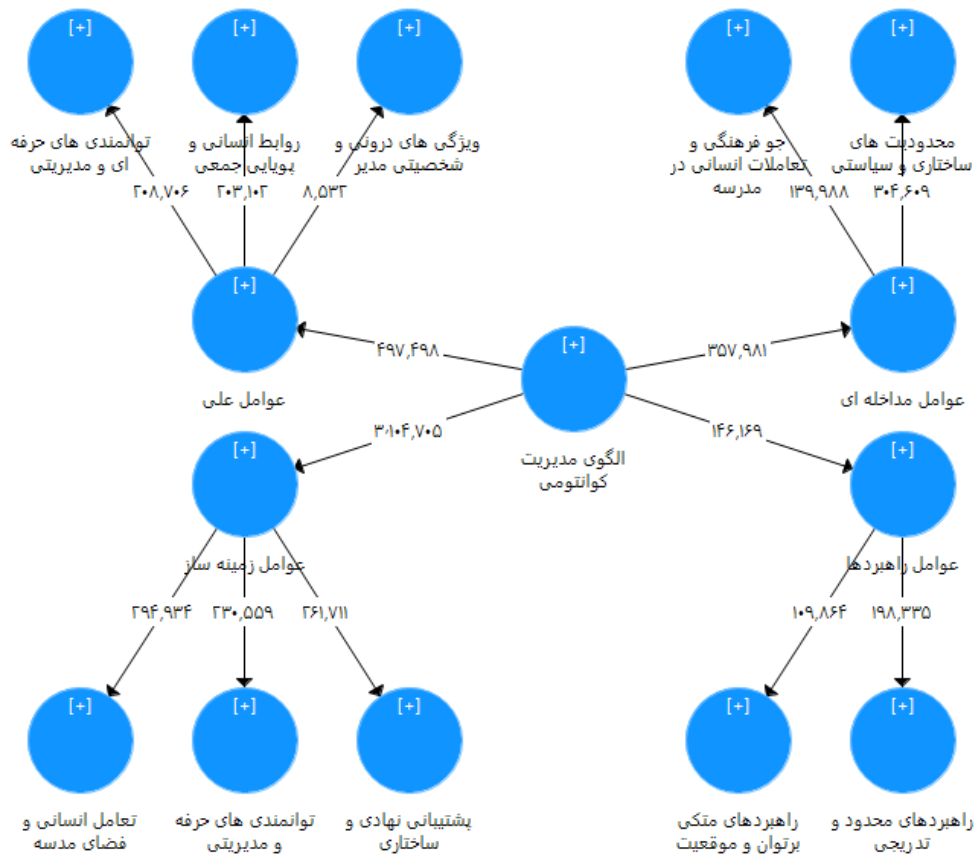 [+]
[+]
[+]
[+]
[+]
توانمندی های حرفه
ای و مدیریتی
روابط انسانی و
پویایی جمعی
ویژگی های درونی و
شخصیتی مدیر
جو فرهنگی و
تعاملات انسانی در
مدرسه
محدودیت های
ساختاری و سیاستی
۲۰۸,۷۰۶
۲۰۳,۱۰۲
۸,۵۳۲
۱۳۹,۹۸۸
۳۰۴,۶۰۹
[+]
[+]
[+]
۴۹۷,۴۹۸
۳۵۷,۹۸۱
عوامل علی
عوامل مداخله ای
۳٬۱۰۴,۷۰۵
۱۴۶,۱۶۹
الگوی مدیریت
کوانتومی
[+]
[+]
عوامل زمینه ساز
عوامل راهبردها
۲۹۴,۹۳۴
۲۳۰,۵۵۹
۲۶۱,۷۱۱
۱۰۹,۸۶۴
۱۹۸,۳۳۵
[+]
[+]
[+]
[+]
[+]
تعامل انسانی و
فضای مدسه
توانمندی های حرفه
و مدیریتی
پشتیبانی نهادی و
ساختاری
راهبردهای متکی
برتوان و موقعیت
راهبردهای محدود و
تدریجی